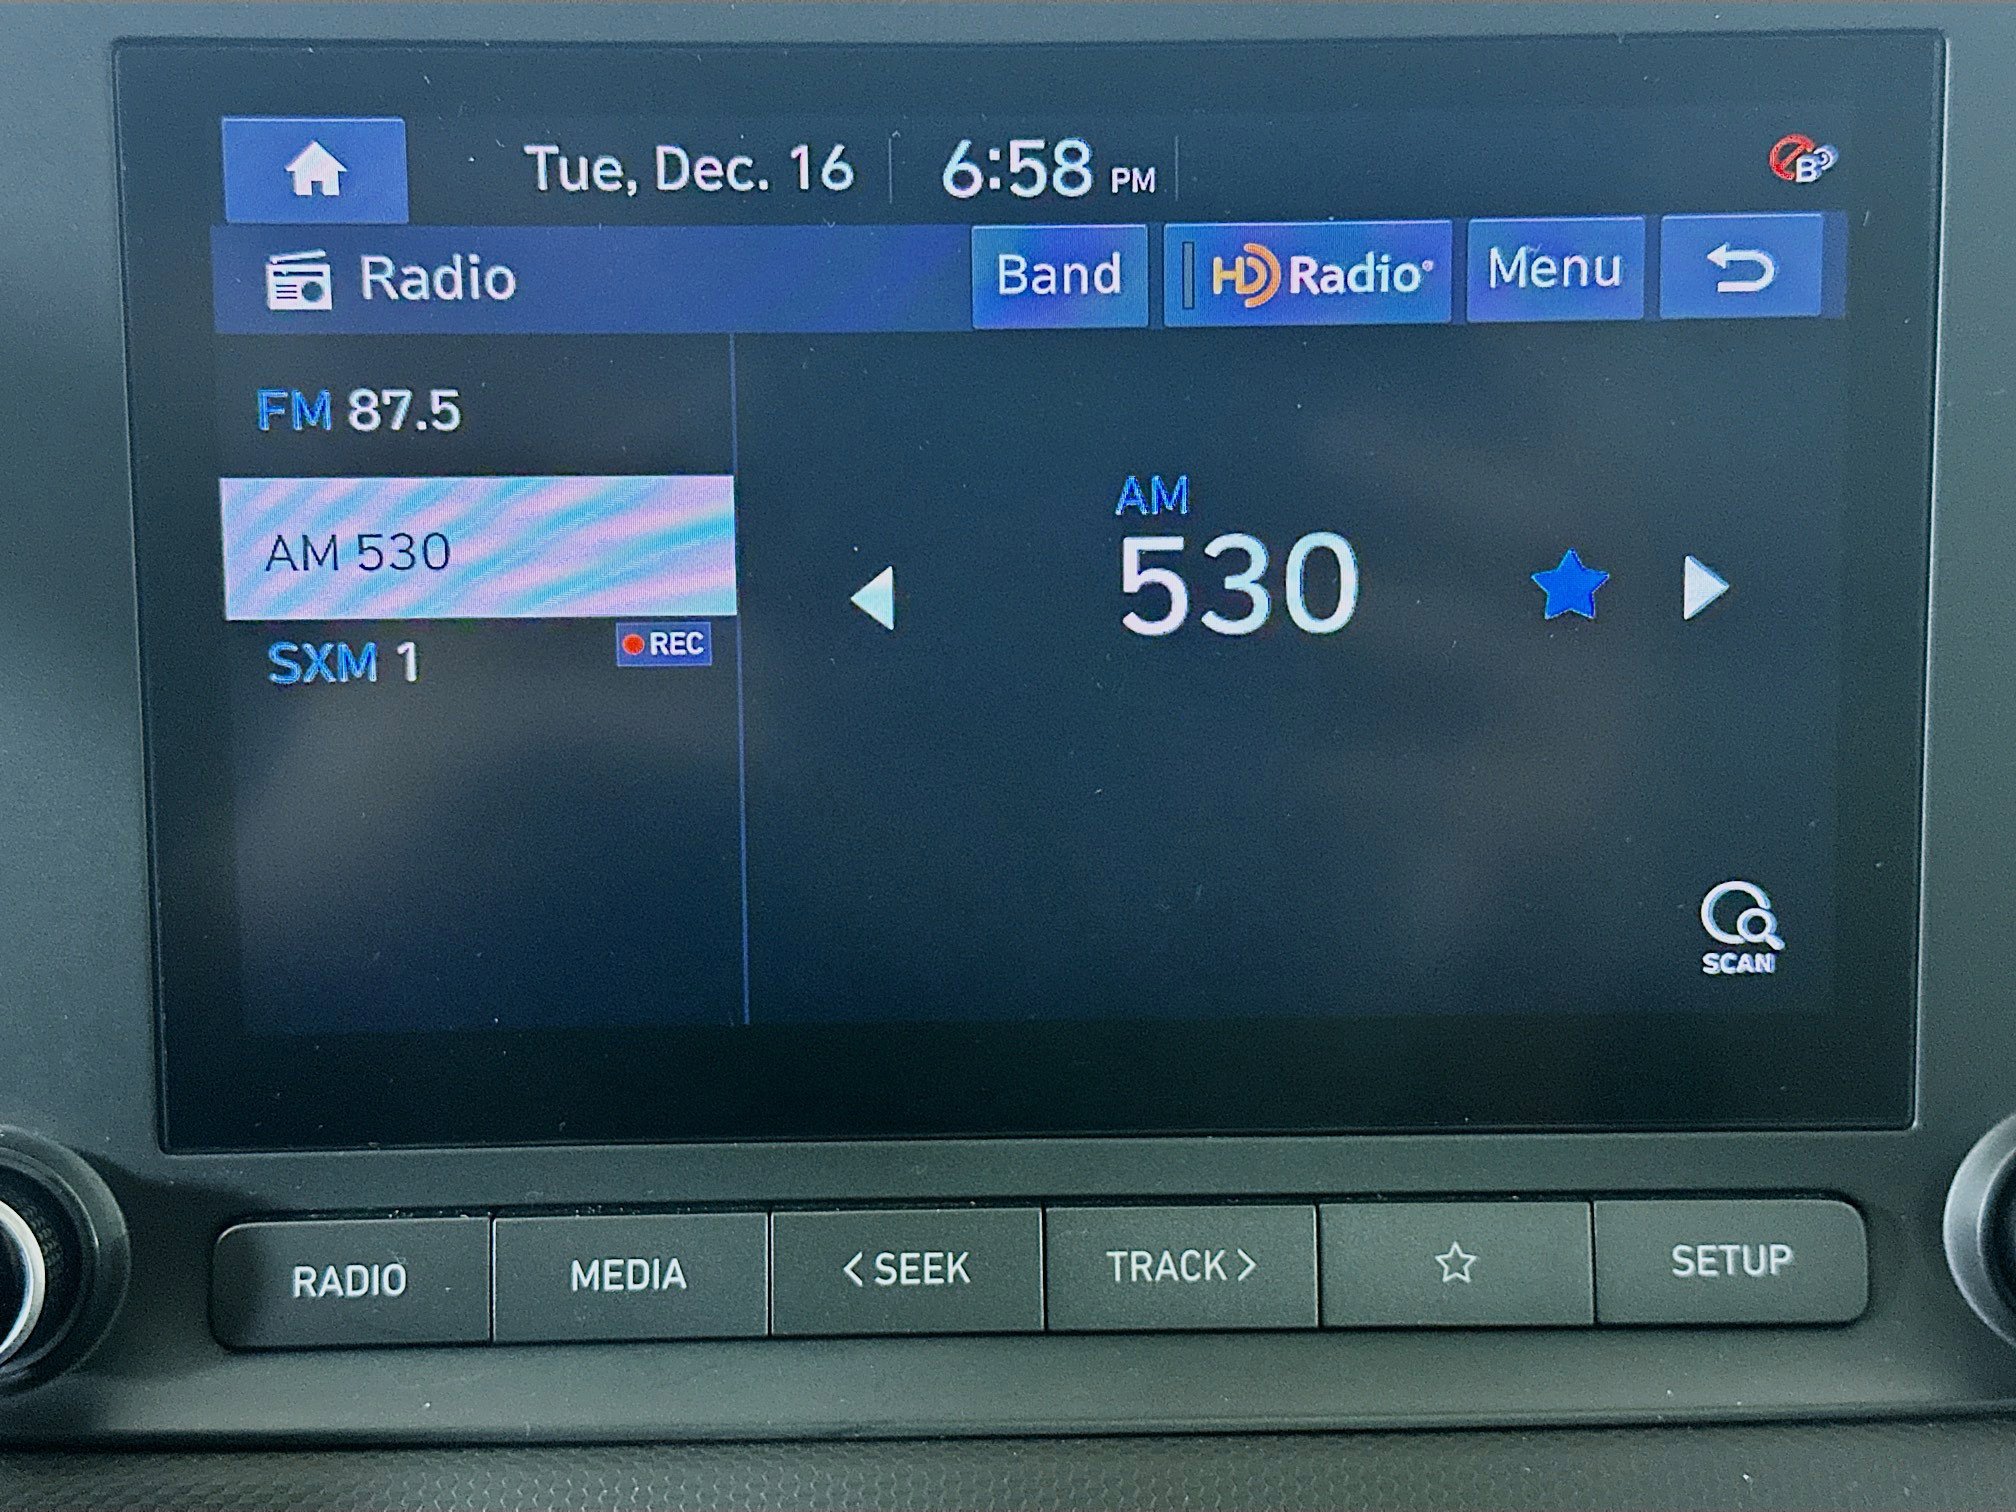 Tue, Dec. 16 6:58 PM
Radio Band HD Radio® Menu
FM 87.5
AM 530
SXM 1 REC
AM
530
SCAN
RADIO MEDIA < SEEK TRACK > SETUP